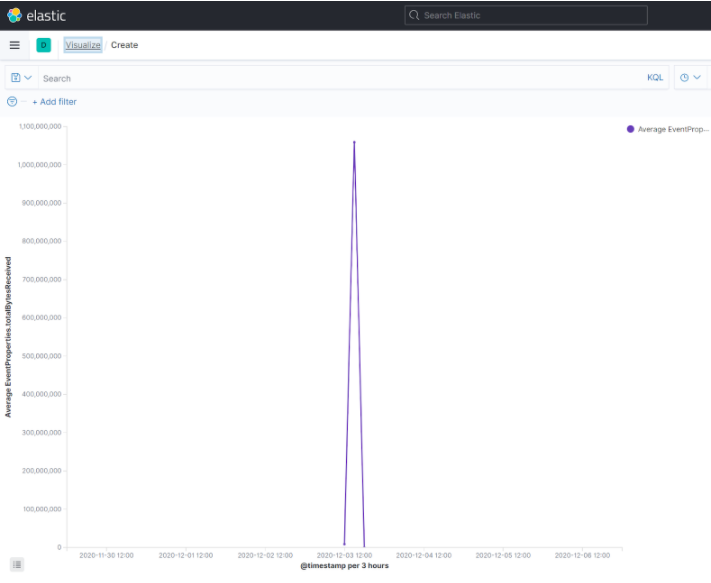 elastic
Search Elastic
D
Visualize / Create
Search
KQL
+ Add filter
1,100,000,000
1,000,000,000
900,000,000
800,000,000
700,000,000
600,000,000
500,000,000
400,000,000
300,000,000
200,000,000
100,000,000
0
Average EventProperties.totalBytesReceived
Average EventProp...
2020-11-30 12:00 2020-12-01 12:00 2020-12-02 12:00 2020-12-03 12:00 2020-12-04 12:00 2020-12-05 12:00 2020-12-06 12:00
@timestamp per 3 hours